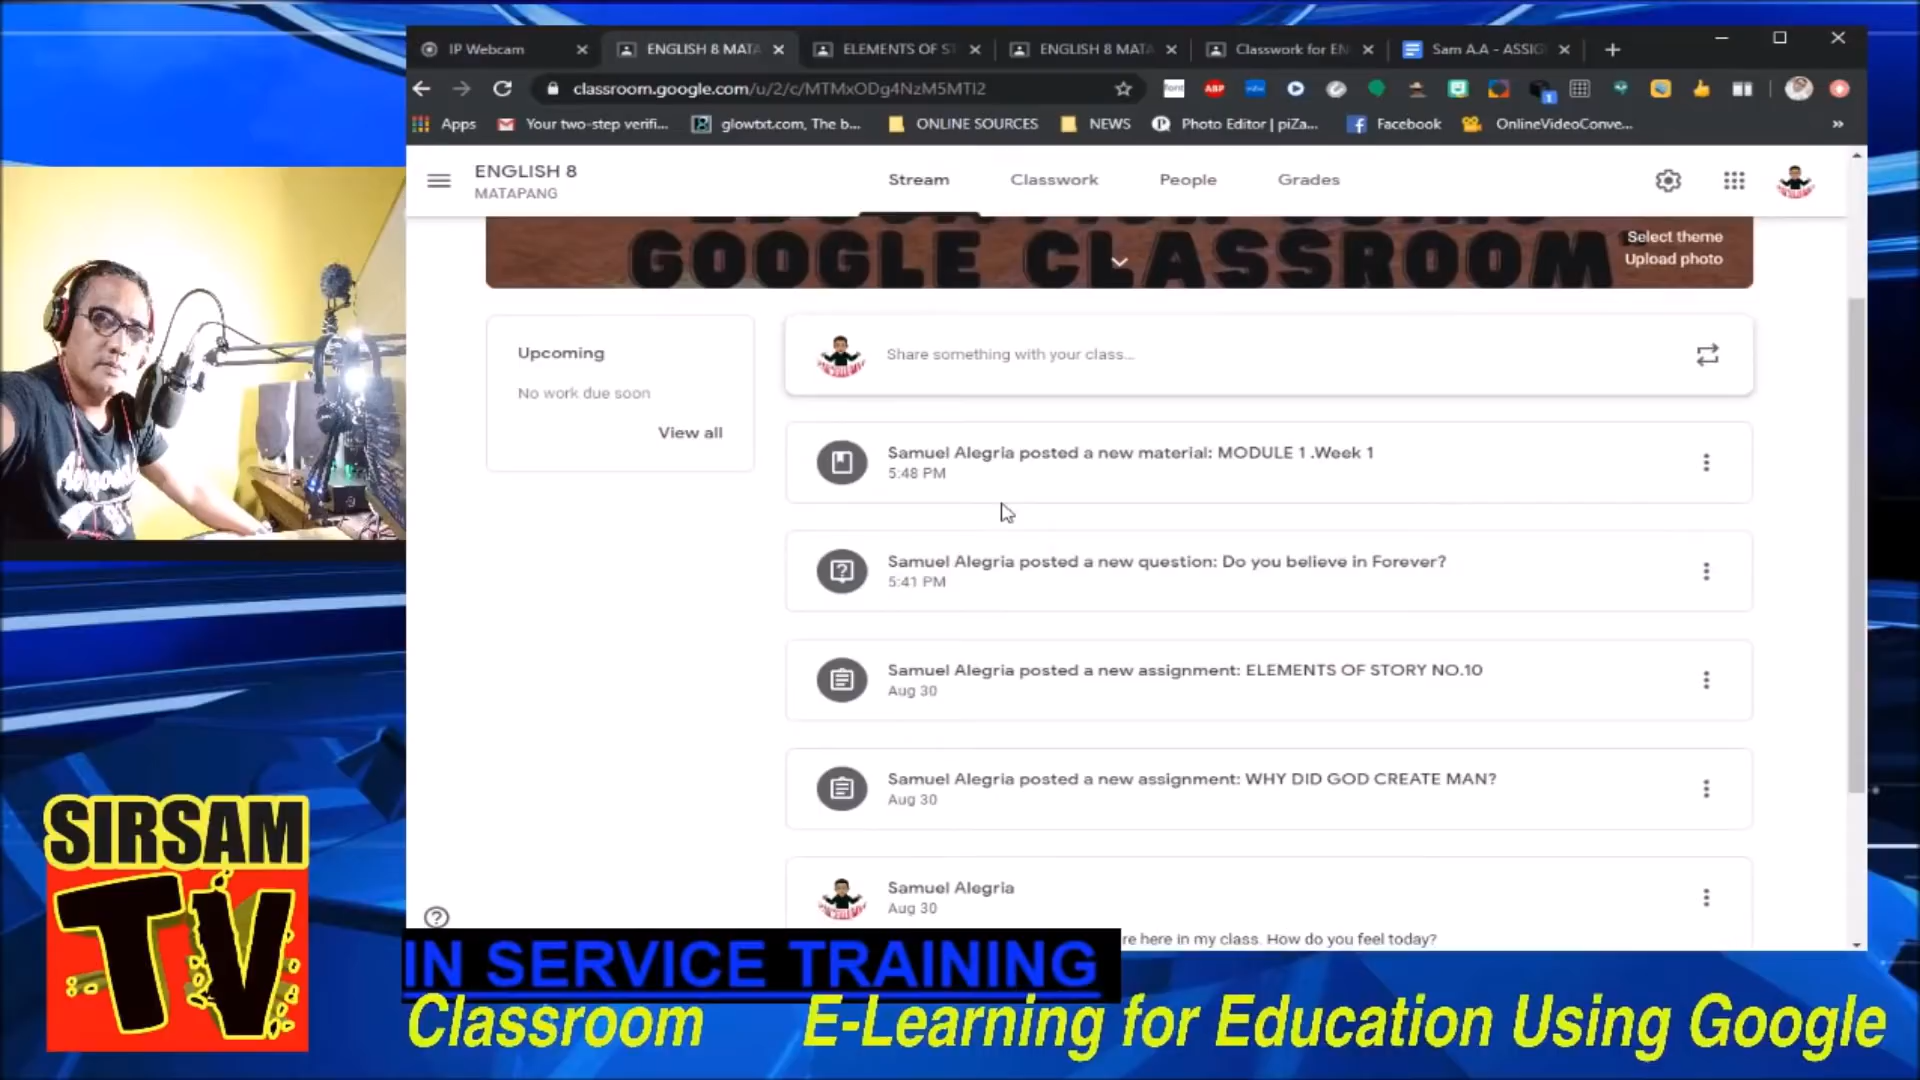 IP Webcam
ENGLISH 8 MATA
ELEMENTS OF ST
ENGLISH 8 MATA
Classwork for EN
Sam A.A - ASSIG
classroom.google.com/u/2/c/MTMxODg4NzM5MTI2
ABP
1
Apps
Your two-step verifi...
glowtxt.com, The b...
ONLINE SOURCES
NEWS
Photo Editor | piZa...
Facebook
OnlineVideoConve...
»
ENGLISH 8
MATAPANG
Stream
Classwork
People
Grades
GOOGLE CLASSROOM
Select theme
Upload photo
Upcoming
No work due soon
View all
Share something with your class...
Samuel Alegria posted a new material: MODULE 1 .Week 1
5:48 PM
Samuel Alegria posted a new question: Do you believe in Forever?
5:41 PM
Samuel Alegria posted a new assignment: ELEMENTS OF STORY NO.10
Aug 30
Samuel Alegria posted a new assignment: WHY DID GOD CREATE MAN?
Aug 30
Samuel Alegria
Aug 30
re here in my class. How do you feel today?
SIRSAM
TV
IN SERVICE TRAINING
Classroom E-Learning for Education Using Google